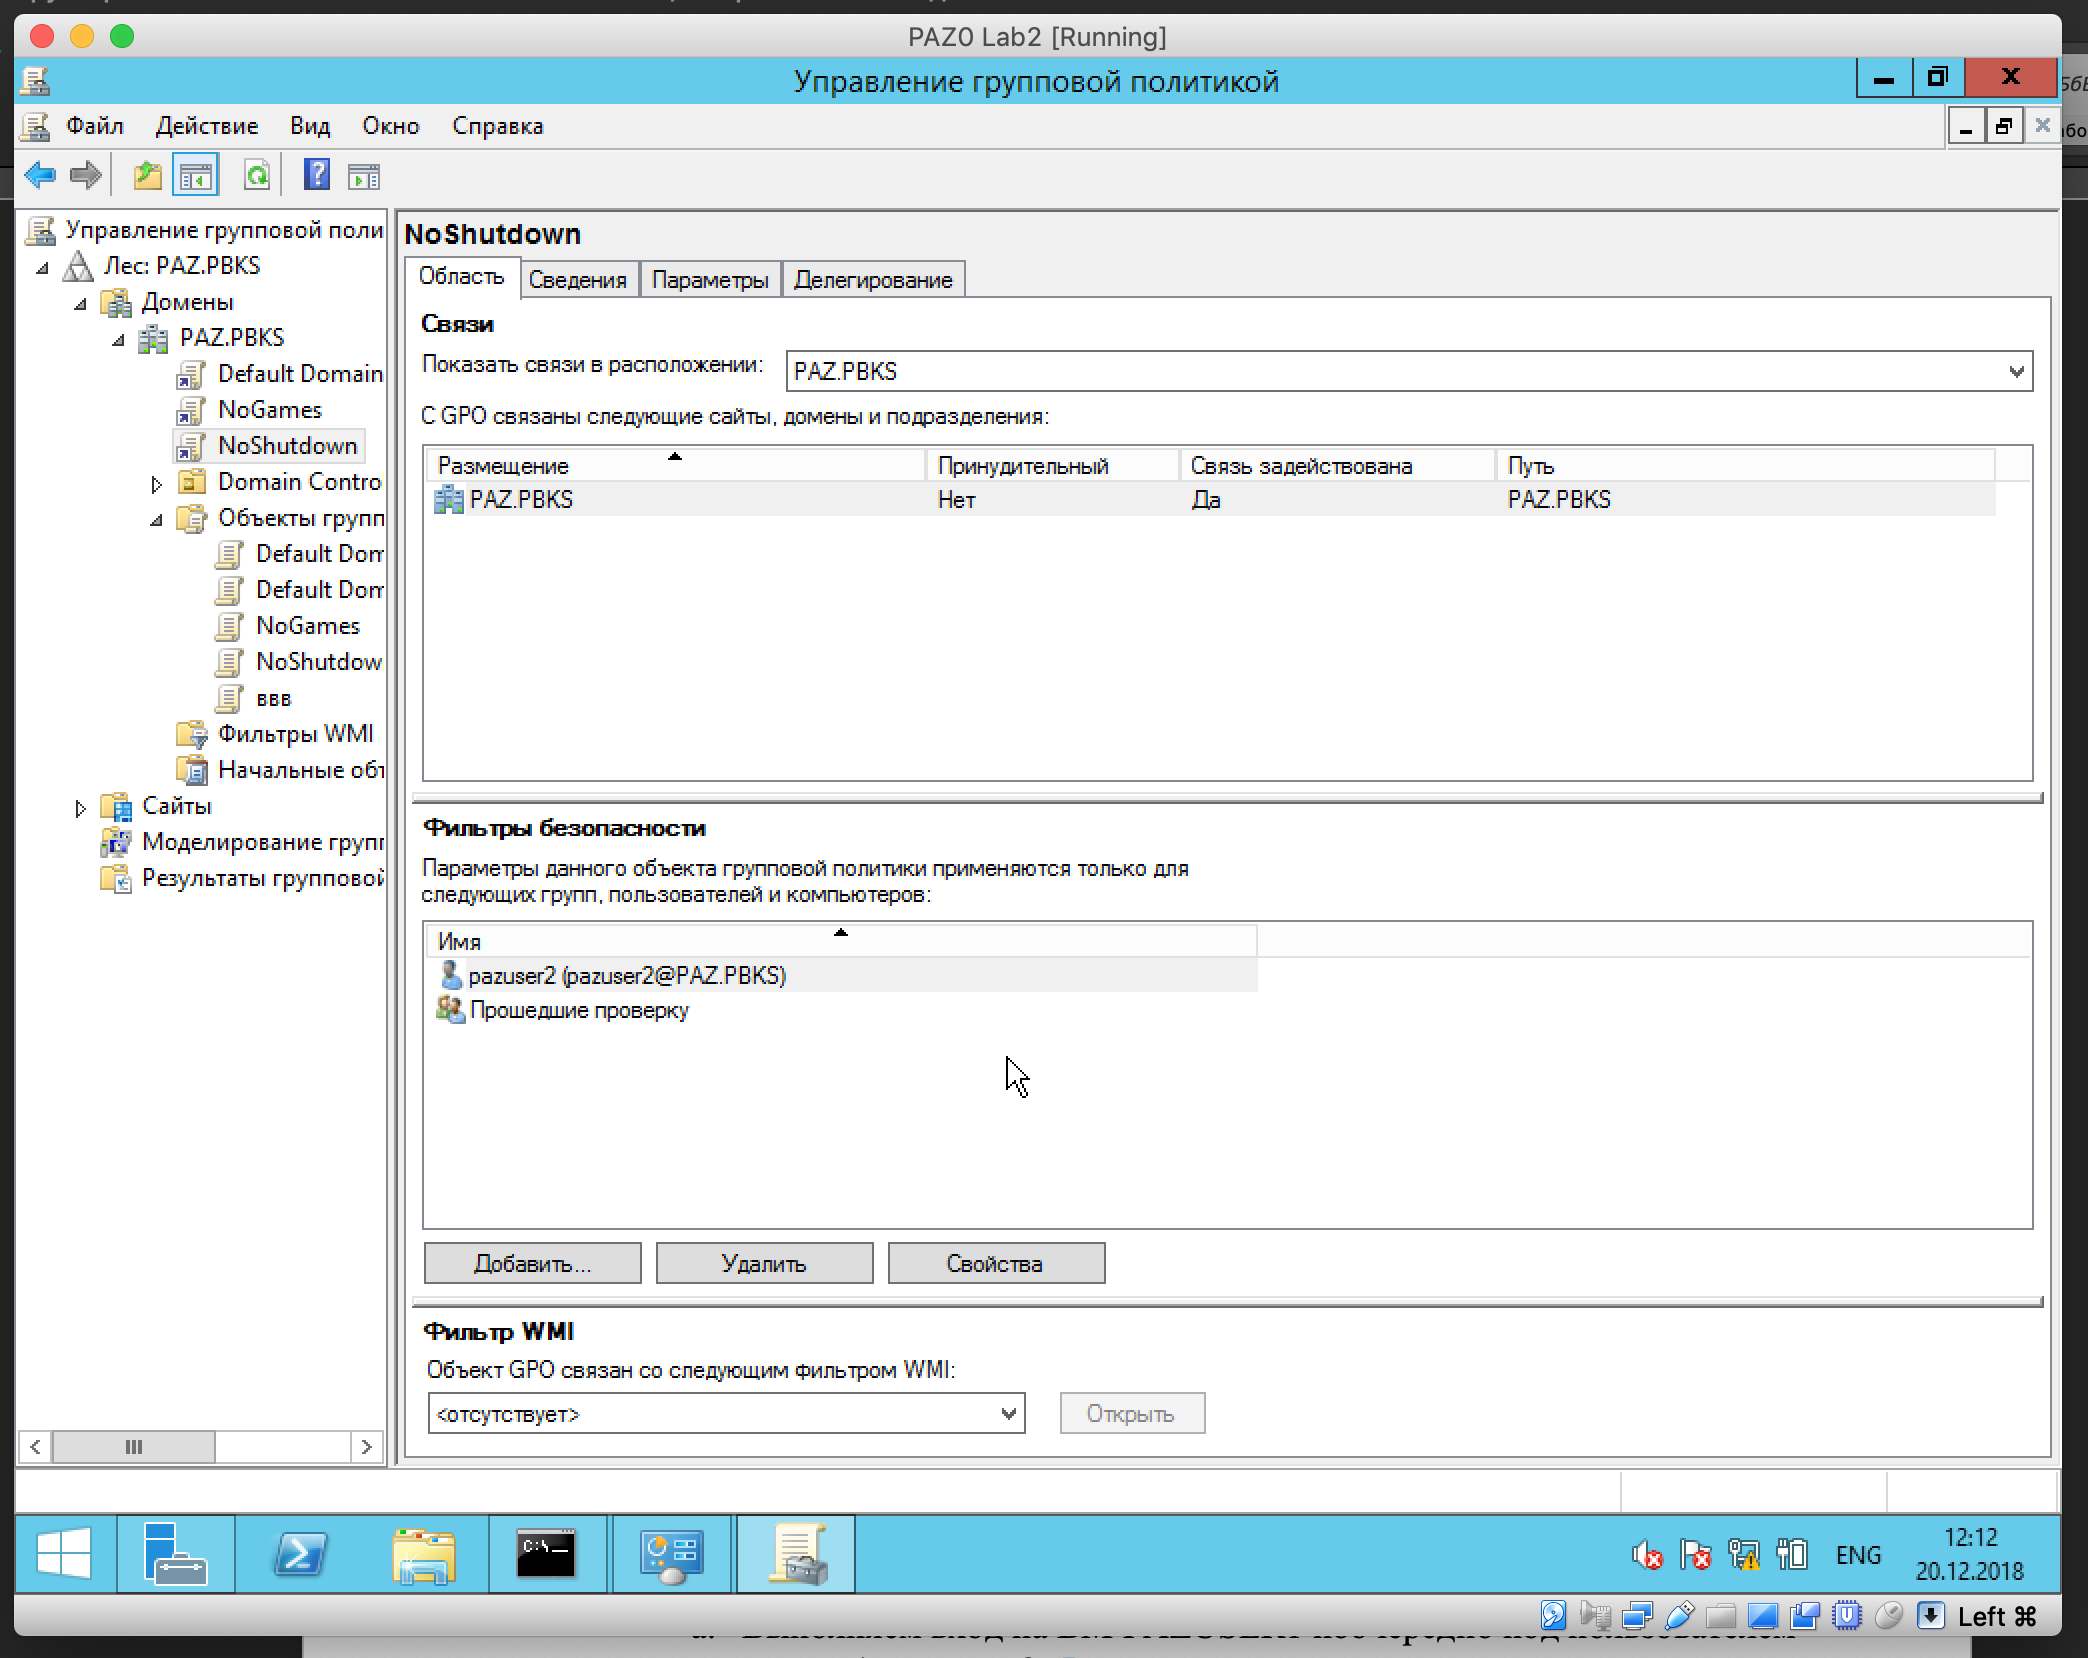 PAZ0 Lab2 [Running]
Управление групповой политикой
Файл Действие Вид Окно Справка
Управление групповой поли
Лес: PAZ.PBKS
Домены
PAZ.PBKS
Default Domain
NoGames
NoShutdown
Domain Contro
Объекты групп
Default Dom
Default Dom
NoGames
NoShutdow
ввв
Фильтры WMI
Начальные объ
Сайты
Моделирование групп
Результаты групповой
NoShutdown
Область Сведения Параметры Делегирование
Связи
Показать связи в расположении: PAZ.PBKS
С GPO связаны следующие сайты, домены и подразделения:
Размещение Принудительный Связь задействована Путь
PAZ.PBKS Нет Да PAZ.PBKS
Фильтры безопасности
Параметры данного объекта групповой политики применяются только для
следующих групп, пользователей и компьютеров:
Имя
pazuser2 (pazuser2@PAZ.PBKS)
Прошедшие проверку
Добавить... Удалить Свойства
Фильтр WMI
Объект GPO связан со следующим фильтром WMI:
<отсутствует> Открыть
C:\_
ENG
12:12
20.12.2018
Left ⌘